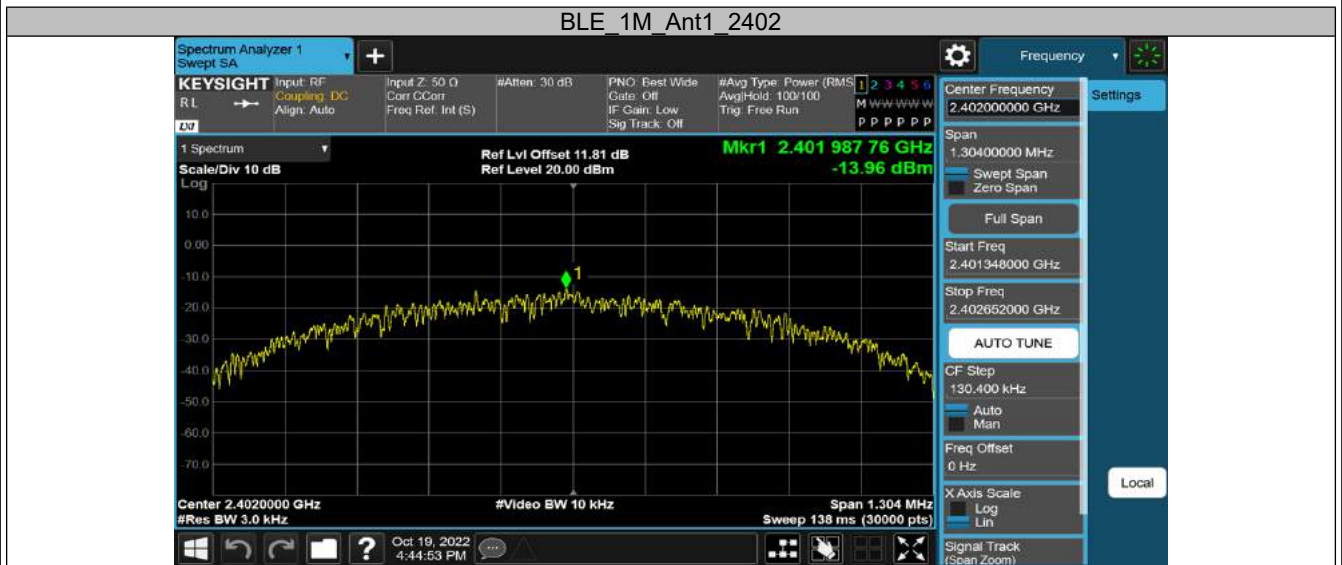 BLE_1M_Ant1_2402
Spectrum Analyzer 1
Swept SA
+
Frequency
KEYSIGHT
RL
LXI
Input: RF
Coupling: DC
Align: Auto
Input Z: 50 Ω
Corr CCorr
Freq Ref: Int (S)
#Atten: 30 dB
PNO: Best Wide
Gate: Off
IF Gain: Low
Sig Track: Off
#Avg Type: Power (RMS
Avg|Hold: 100/100
Trig: Free Run
1 2 3 4 5 6
M W W W W W
P P P P P P
1 Spectrum
Scale/Div 10 dB
Ref Lvl Offset 11.81 dB
Ref Level 20.00 dBm
Mkr1 2.401 987 76 GHz
-13.96 dBm
Log
10.0
0.00
-10.0
-20.0
-30.0
-40.0
-50.0
-60.0
-70.0
1
Center 2.4020000 GHz
#Res BW 3.0 kHz
#Video BW 10 kHz
Span 1.304 MHz
Sweep 138 ms (30000 pts)
?
Oct 19, 2022
4:44:53 PM
Center Frequency
2.402000000 GHz
Span
1.30400000 MHz
Swept Span
Zero Span
Full Span
Start Freq
2.401348000 GHz
Stop Freq
2.402652000 GHz
AUTO TUNE
CF Step
130.400 kHz
Auto
Man
Freq Offset
0 Hz
X Axis Scale
Log
Lin
Signal Track
(Span Zoom)
Settings
Local